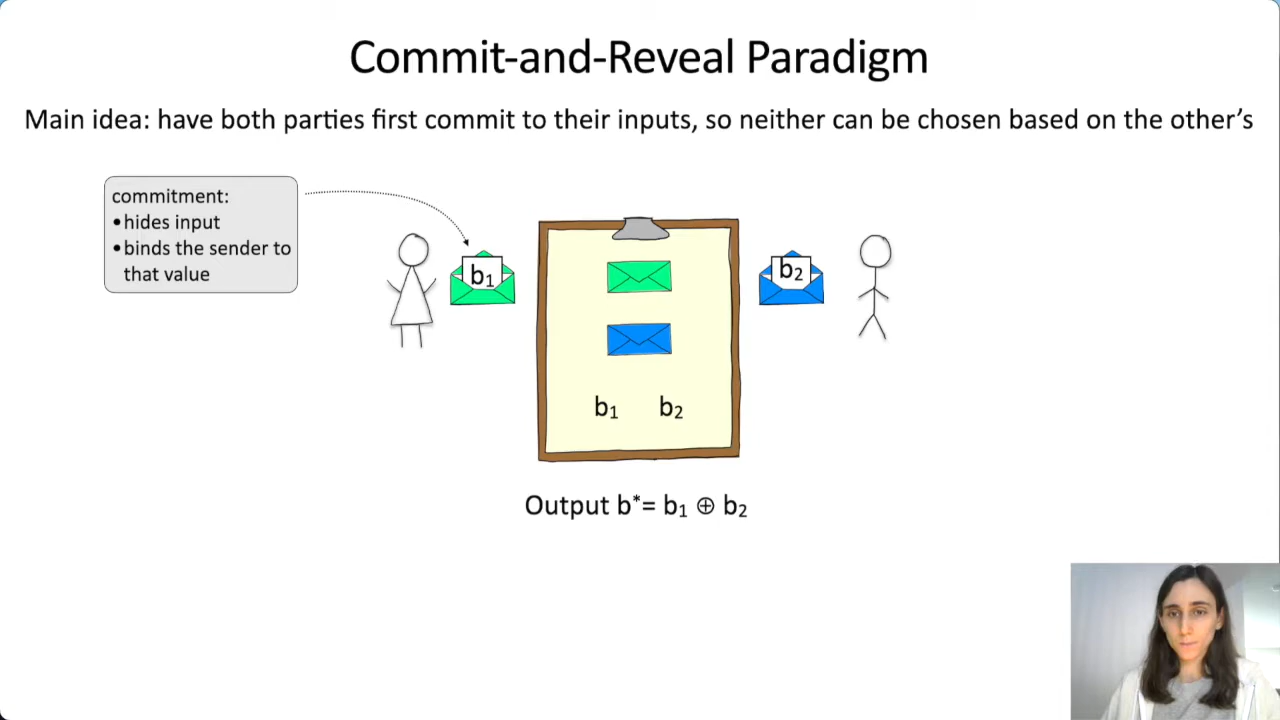 Commit-and-Reveal Paradigm
Main idea: have both parties first commit to their inputs, so neither can be chosen based on the other’s
commitment:
•hides input
•binds the sender to
that value
b₁
b₂
b₁ b₂
Output b*= b₁ ⊕ b₂